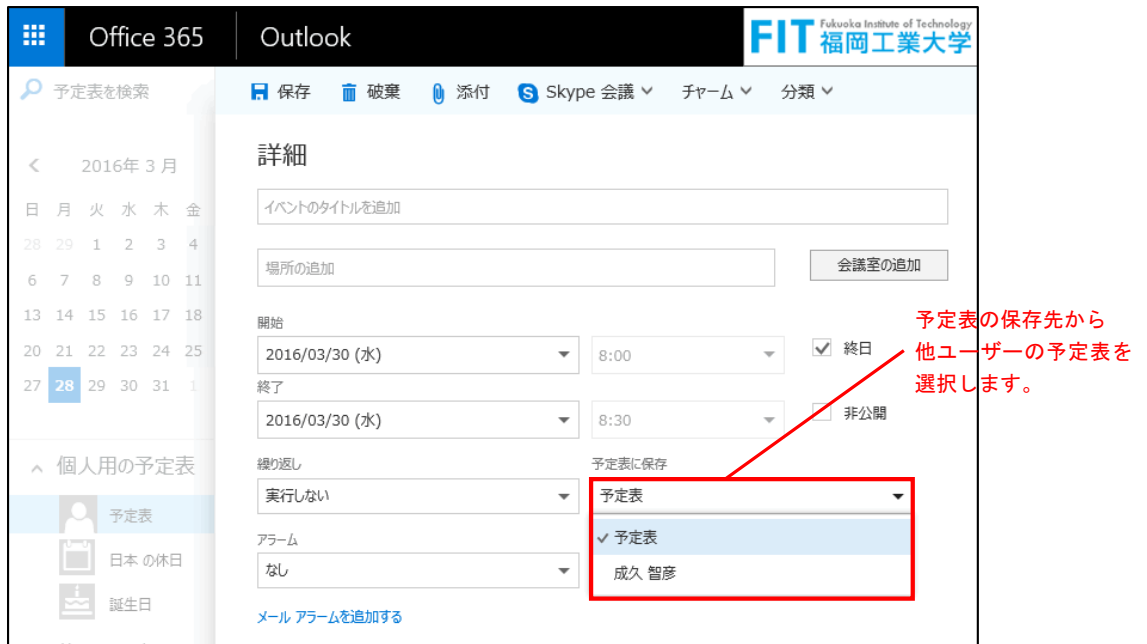 Office 365
Outlook
FIT
Fukuoka Institute of Technology
福岡工業大学
予定表を検索
保存
破棄
添付
Skype 会議
チャーム
分類
2016年 3 月
日 月 火 水 木 金
28 29 1 2 3 4
6 7 8 9 10 11
13 14 15 16 17 18
20 21 22 23 24 25
27 28 29 30 31 1
個人用の予定表
予定表
日本 の休日
誕生日
詳細
イベントのタイトルを追加
場所の追加
会議室の追加
開始
2016/03/30 (水)
8:00
終日
終了
2016/03/30 (水)
8:30
非公開
繰り返し
実行しない
予定表に保存
予定表
予定表
成久 智彦
アラーム
なし
メール アラームを追加する
予定表の保存先から
他ユーザーの予定表を
選択します。